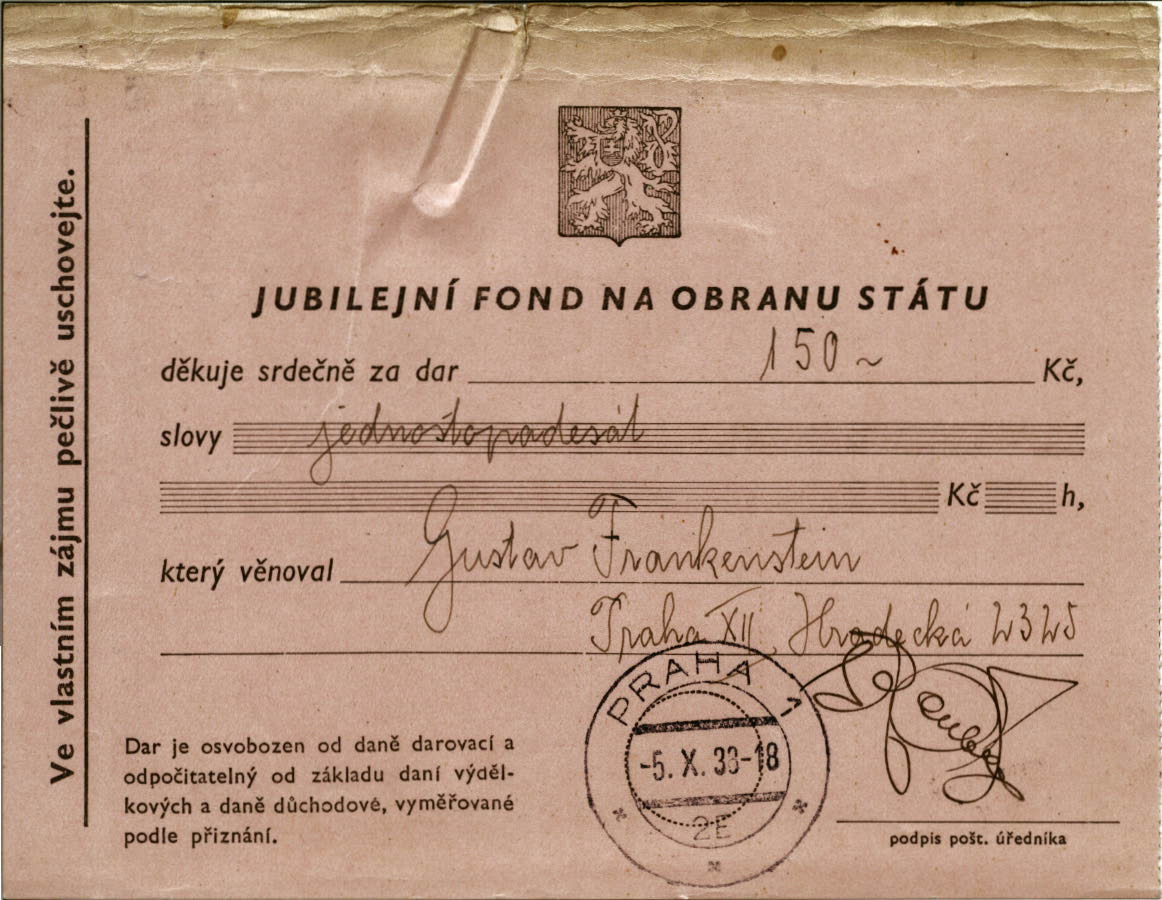 Ve vlastním zájmu pečlivě uschovejte.
JUBILEJNÍ FOND NA OBRANU STÁTU
děkuje srdečně za dar 150~ Kč,
slovy jednostopadesát
Kč h,
který věnoval Gustav Frankenstein
Praha XII, Hradecká 2325
PRAHA 1
-5. X. 38-18
2E
Dar je osvobozen od daně darovací a
odpočitatelný od základu daní výděl-
kových a daně důchodové, vyměřované
podle přiznání.
podpis pošt. úředníka